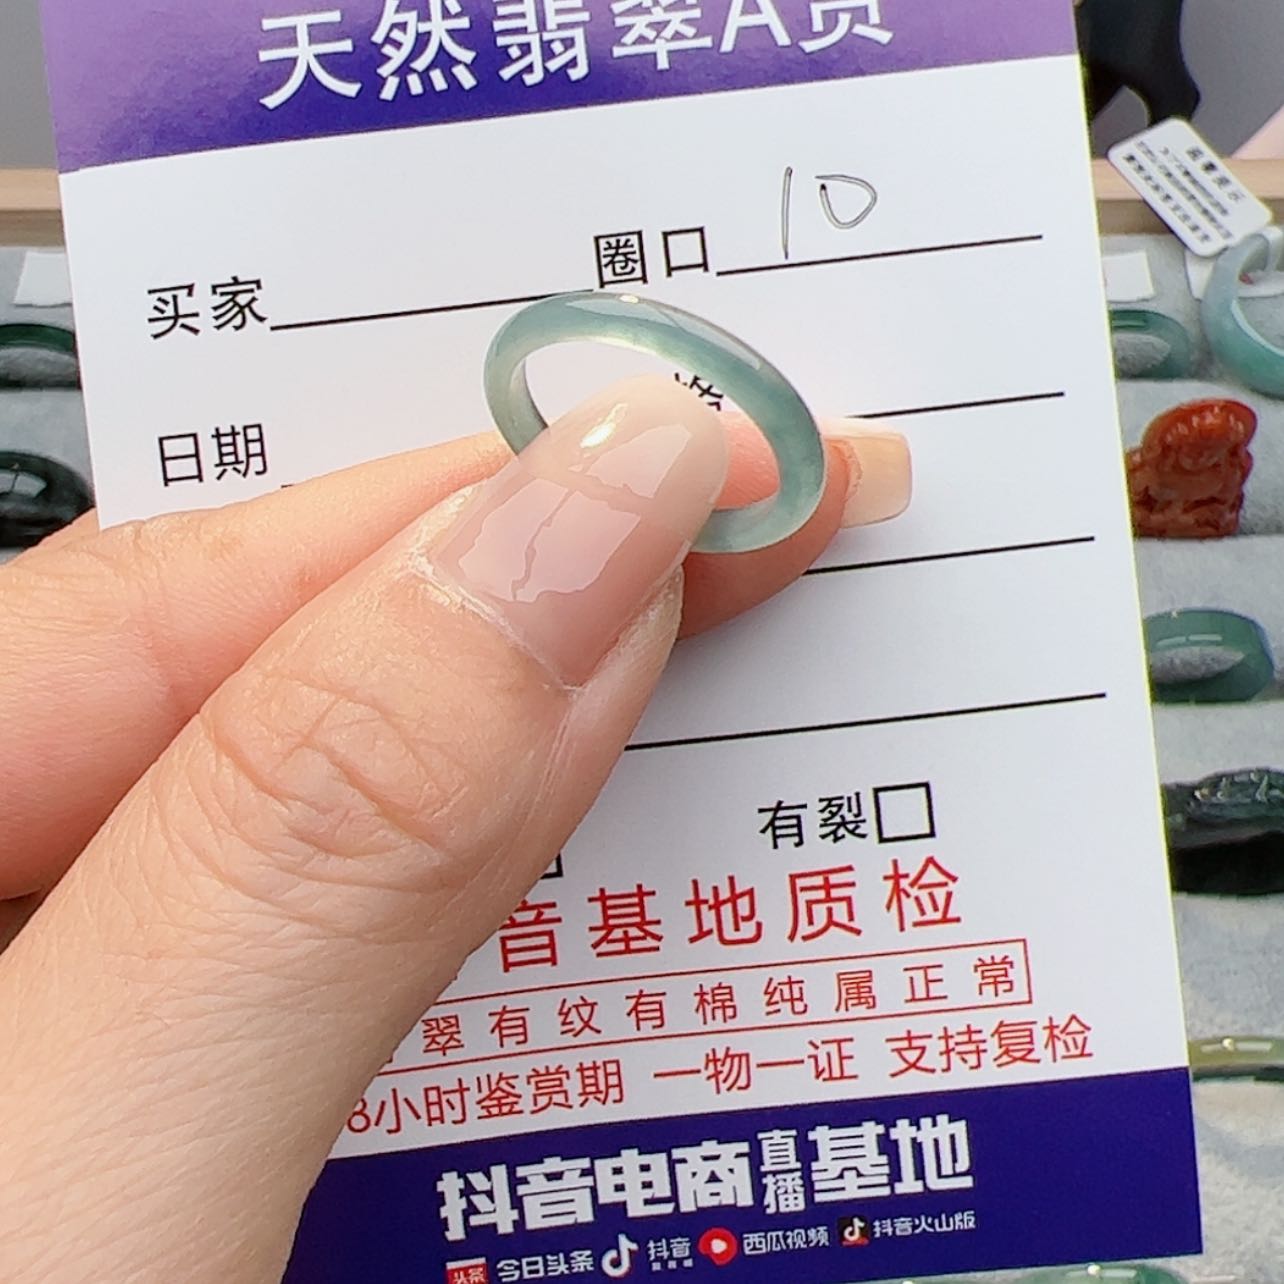 天然翡翠A货
买家 圈口 10
日期
有裂
音基地质检
翠有纹有棉纯属正常
8小时鉴赏期 一物一证 支持复检
抖音电商直播基地
头条 今日头条 抖音 西瓜视频 抖音火山版